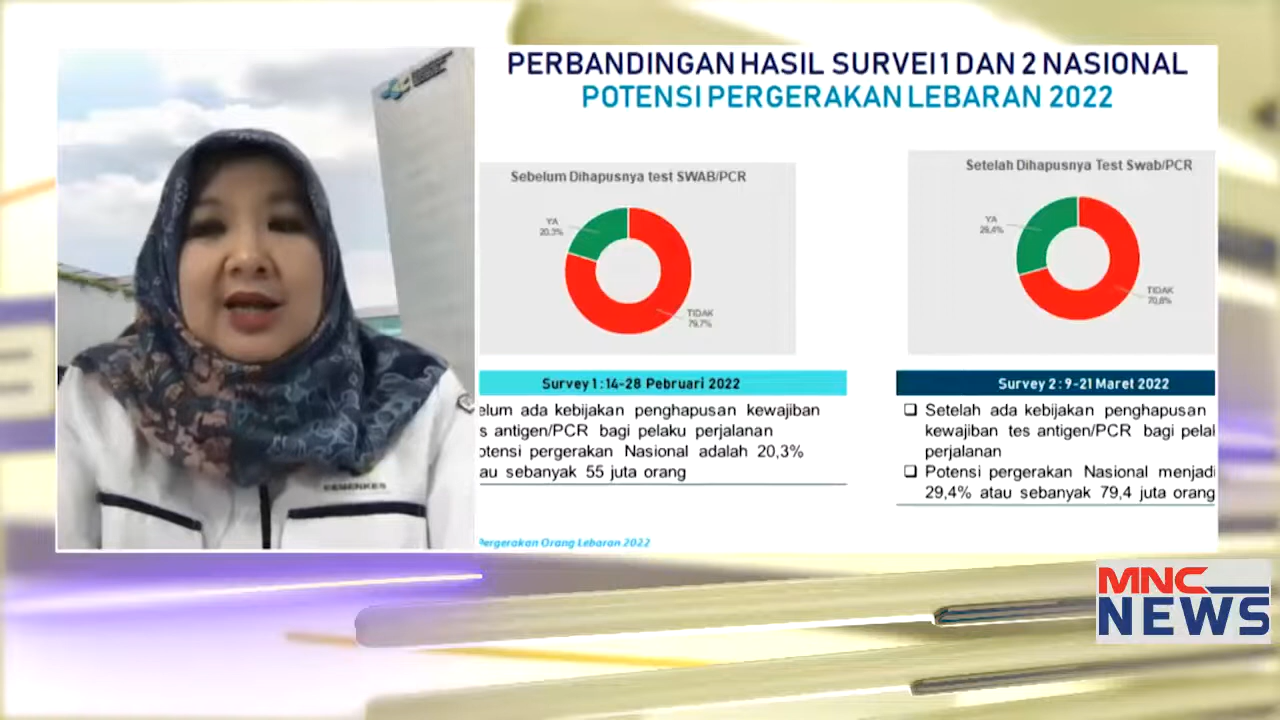 PERBANDINGAN HASIL SURVEI 1 DAN 2 NASIONAL
POTENSI PERGERAKAN LEBARAN 2022
Sebelum Dihapusnya test SWAB/PCR
YA
20,3%
TIDAK
79,7%
Survey 1 : 14-28 Pebruari 2022
elum ada kebijakan penghapusan kewajiban
s antigen/PCR bagi pelaku perjalanan
otensi pergerakan Nasional adalah 20,3%
au sebanyak 55 juta orang
Setelah Dihapusnya Test Swab/PCR
YA
TIDAK
70,6%
Survey 2 : 9-21 Maret 2022
Setelah ada kebijakan penghapusan
kewajiban tes antigen/PCR bagi pelal
perjalanan
Potensi pergerakan Nasional menjadi
29,4% atau sebanyak 79,4 juta orang
Pergerakan Orang Lebaran 2022
KEMENKES
MNC
NEWS